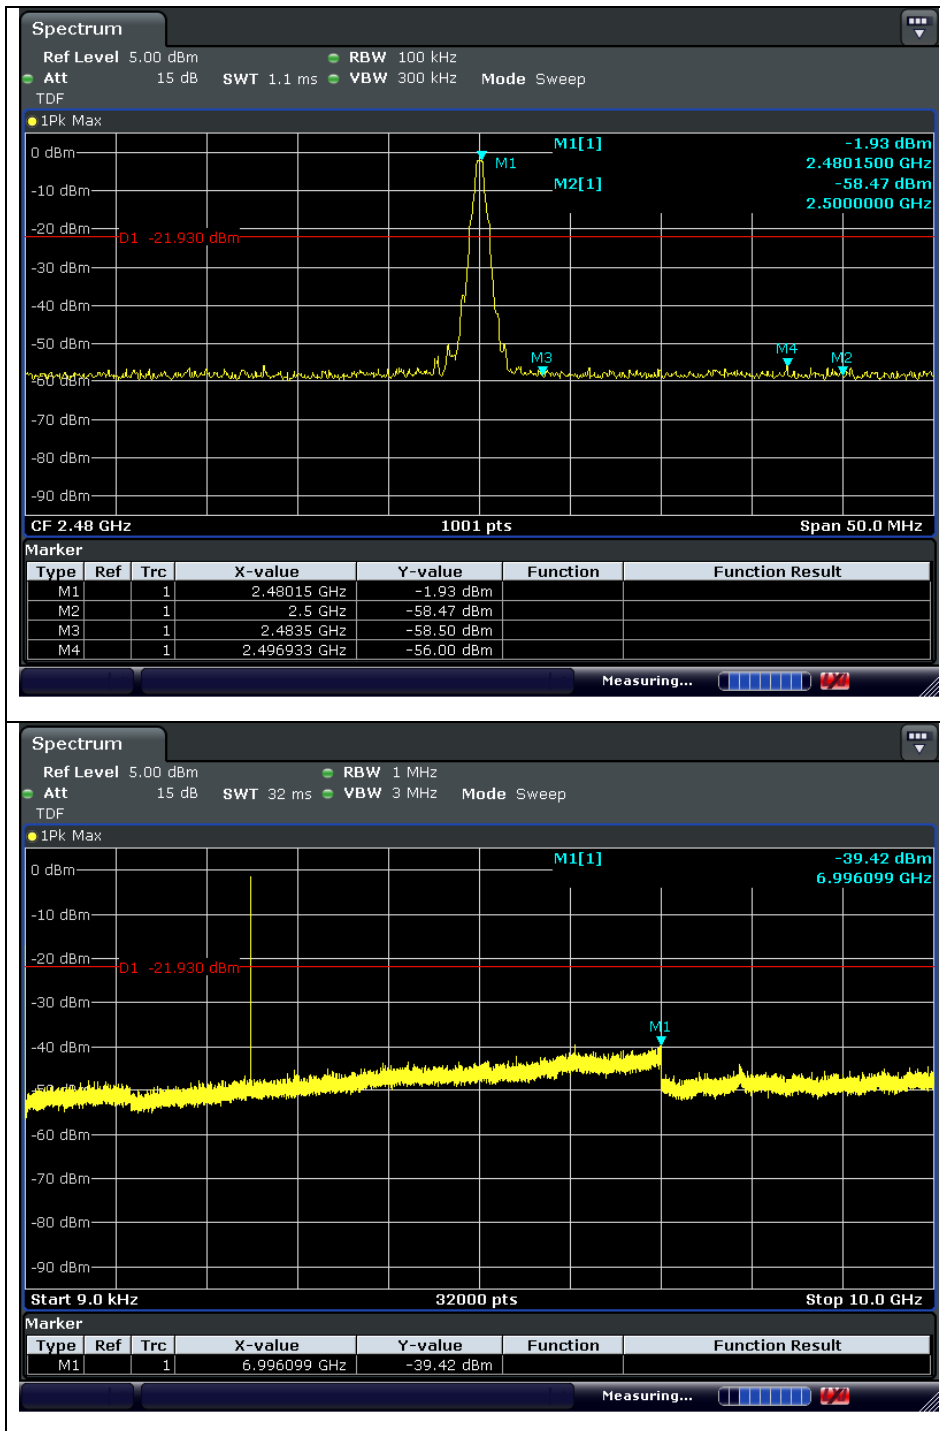 Spectrum
Ref Level 5.00 dBm RBW 100 kHz
Att 15 dB SWT 1.1 ms VBW 300 kHz Mode Sweep
TDF
1Pk Max
M1[1] -1.93 dBm
2.4801500 GHz
M2[1] -58.47 dBm
2.5000000 GHz
0 dBm
M1
-10 dBm
-20 dBm
D1 -21.930 dBm
-30 dBm
-40 dBm
-50 dBm
M3 M4 M2
-60 dBm
-70 dBm
-80 dBm
-90 dBm
CF 2.48 GHz 1001 pts Span 50.0 MHz
Marker
Type Ref Trc X-value Y-value Function Function Result
M1 1 2.48015 GHz -1.93 dBm
M2 1 2.5 GHz -58.47 dBm
M3 1 2.4835 GHz -58.50 dBm
M4 1 2.496933 GHz -56.00 dBm
Measuring...
Spectrum
Ref Level 5.00 dBm RBW 1 MHz
Att 15 dB SWT 32 ms VBW 3 MHz Mode Sweep
TDF
1Pk Max
M1[1] -39.42 dBm
6.996099 GHz
0 dBm
-10 dBm
-20 dBm
D1 -21.930 dBm
-30 dBm
M1
-40 dBm
-50 dBm
-60 dBm
-70 dBm
-80 dBm
-90 dBm
Start 9.0 kHz 32000 pts Stop 10.0 GHz
Marker
Type Ref Trc X-value Y-value Function Function Result
M1 1 6.996099 GHz -39.42 dBm
Measuring...